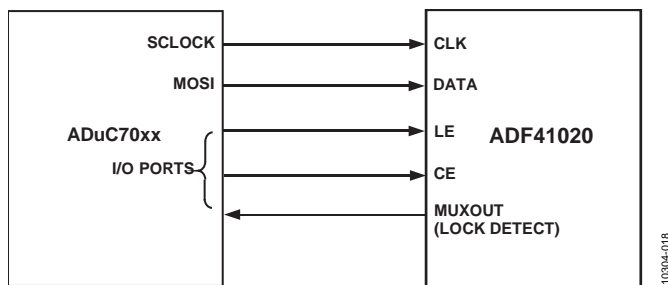 SCLOCK
CLK
MOSI
DATA
ADuC70xx
LE
ADF41020
I/O PORTS
CE
MUXOUT
(LOCK DETECT)
10304-018